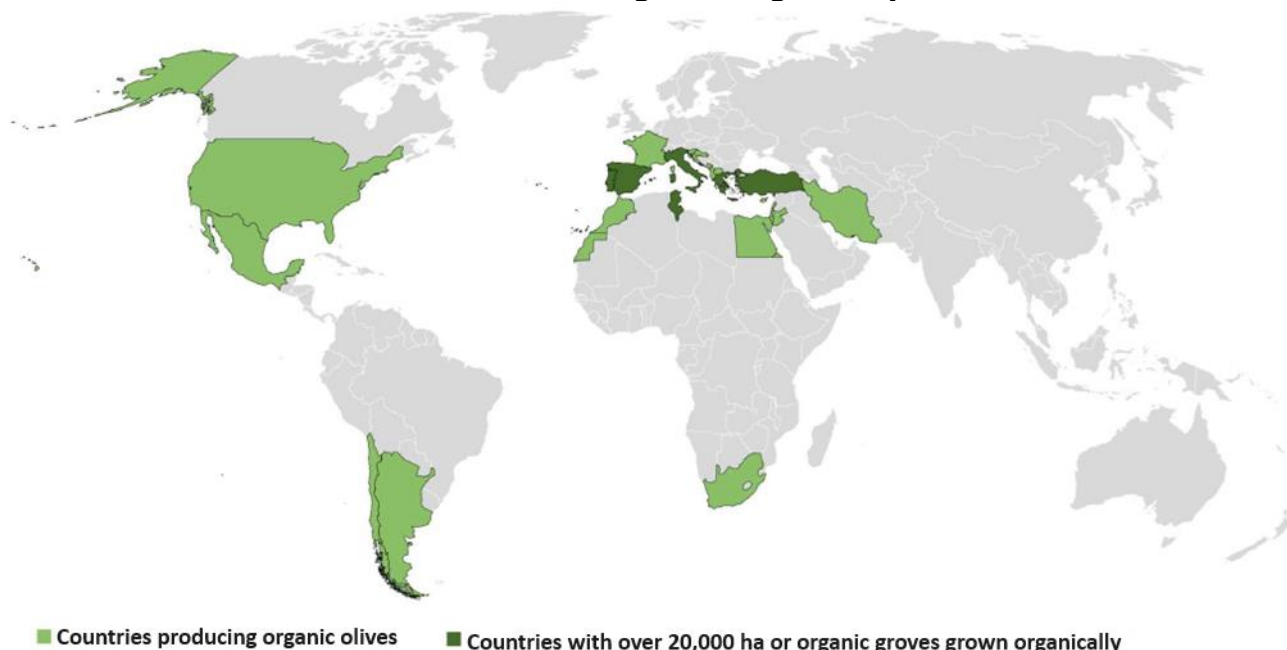 Countries producing organic olives
Countries with over 20,000 ha or organic groves grown organically